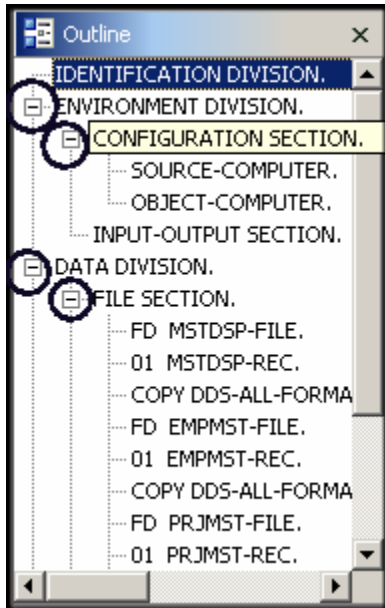 Outline
IDENTIFICATION DIVISION.
ENVIRONMENT DIVISION.
CONFIGURATION SECTION.
SOURCE-COMPUTER.
OBJECT-COMPUTER.
INPUT-OUTPUT SECTION.
DATA DIVISION.
FILE SECTION.
FD MSTDSP-FILE.
01 MSTDSP-REC.
COPY DDS-ALL-FORMA
FD EMPMST-FILE.
01 EMPMST-REC.
COPY DDS-ALL-FORMA
FD PRJMST-FILE.
01 PRJMST-REC.